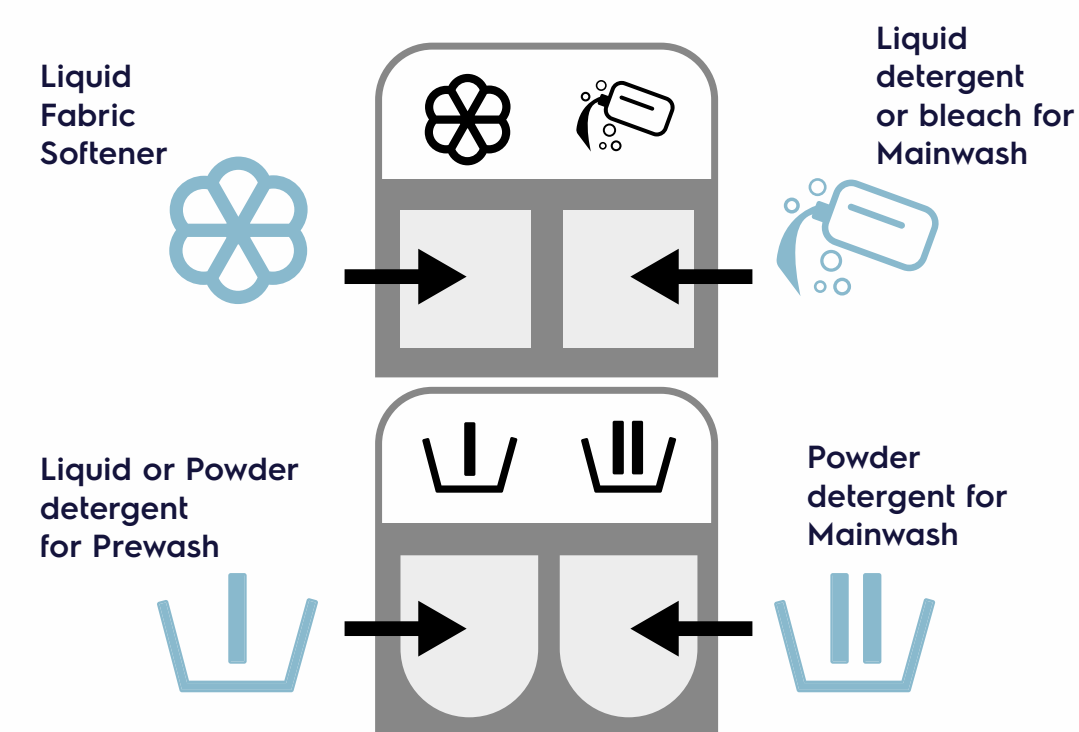 Liquid
Fabric
Softener
Liquid
detergent
or bleach for
Mainwash
Liquid or Powder
detergent
for Prewash
Powder
detergent for
Mainwash